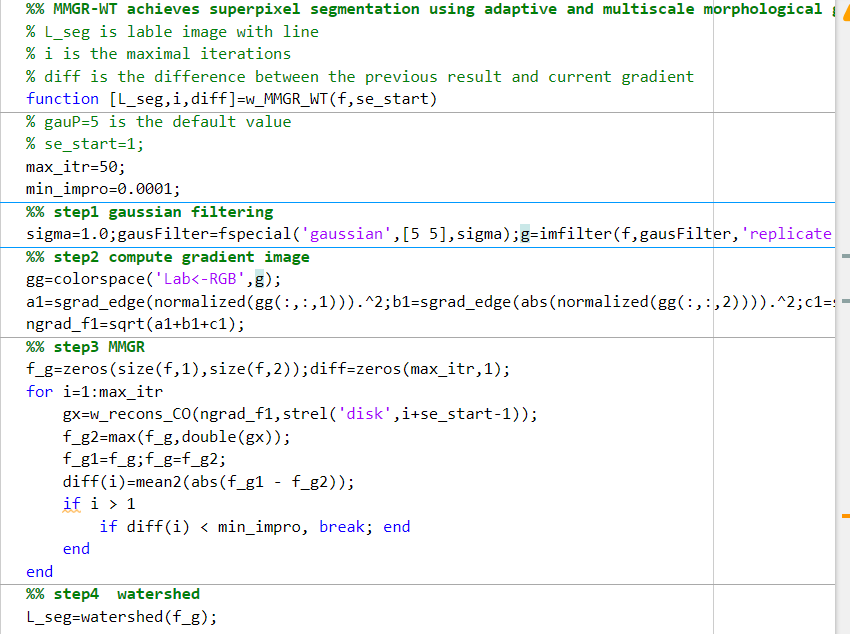 %% MMGR-WT achieves superpixel segmentation using adaptive and multiscale morphological
% L_seg is lable image with line
% i is the maximal iterations
% diff is the difference between the previous result and current gradient
function [L_seg,i,diff]=w_MMGR_WT(f,se_start)
% gauP=5 is the default value
% se_start=1;
max_itr=50;
min_impro=0.0001;
%% step1 gaussian filtering
sigma=1.0;gausFilter=fspecial('gaussian',[5 5],sigma);g=imfilter(f,gausFilter,'replicate
%% step2 compute gradient image
gg=colorspace('Lab<-RGB',g);
a1=sgrad_edge(normalized(gg(:,:,1))).^2;b1=sgrad_edge(abs(normalized(gg(:,:,2)))).^2;c1=
ngrad_f1=sqrt(a1+b1+c1);
%% step3 MMGR
f_g=zeros(size(f,1),size(f,2));diff=zeros(max_itr,1);
for i=1:max_itr
gx=w_recons_CO(ngrad_f1,strel('disk',i+se_start-1));
f_g2=max(f_g,double(gx));
f_g1=f_g;f_g=f_g2;
diff(i)=mean2(abs(f_g1 - f_g2));
if i > 1
if diff(i) < min_impro, break; end
end
end
%% step4  watershed
L_seg=watershed(f_g);